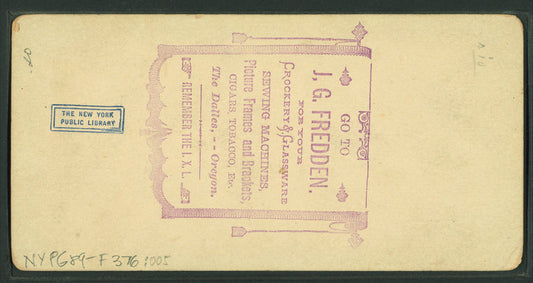 GO TO
J. G. FREDDEN.
FOR YOUR
CROCKERY & GLASSWARE
SEWING MACHINES,
Picture Frames and Brackets,
CIGARS, TOBACCO, Etc.
The Dalles, - - Oregon.
REMEMBER THE I. X. L.
THE NEW YORK
PUBLIC LIBRARY
NYPG89-F376:005